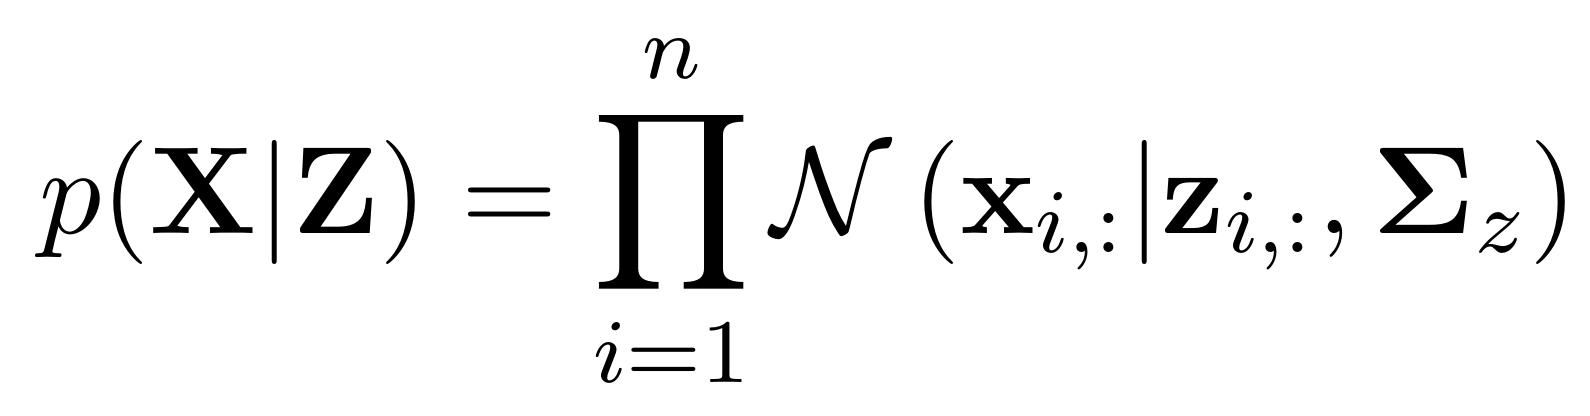 p(𝐗|𝐙) = ∏_{i=1}^{n} 𝒩(𝐱_{i,:}|𝐳_{i,:}, 𝚺_z)